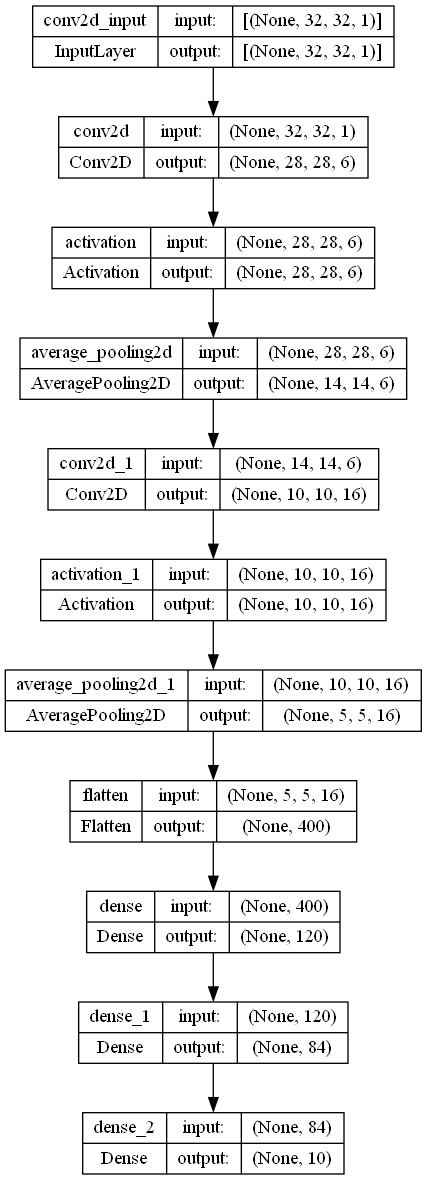 conv2d_input input: [(None, 32, 32, 1)]
InputLayer output: [(None, 32, 32, 1)]
conv2d input: (None, 32, 32, 1)
Conv2D output: (None, 28, 28, 6)
activation input: (None, 28, 28, 6)
Activation output: (None, 28, 28, 6)
average_pooling2d input: (None, 28, 28, 6)
AveragePooling2D output: (None, 14, 14, 6)
conv2d_1 input: (None, 14, 14, 6)
Conv2D output: (None, 10, 10, 16)
activation_1 input: (None, 10, 10, 16)
Activation output: (None, 10, 10, 16)
average_pooling2d_1 input: (None, 10, 10, 16)
AveragePooling2D output: (None, 5, 5, 16)
flatten input: (None, 5, 5, 16)
Flatten output: (None, 400)
dense input: (None, 400)
Dense output: (None, 120)
dense_1 input: (None, 120)
Dense output: (None, 84)
dense_2 input: (None, 84)
Dense output: (None, 10)